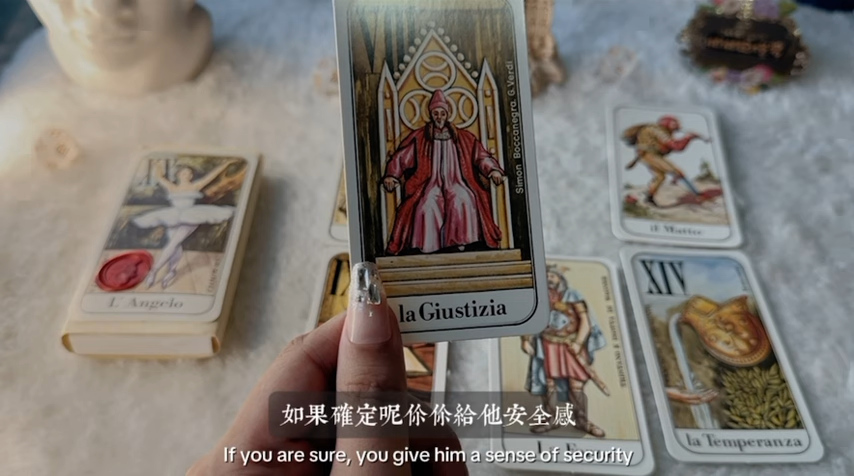 Simon Boccanegra. G. Verdi
la Giustizia
L'Angelo
il Matto
XIV
la Temperanza
如果確定呢你你給他安全感
If you are sure, you give him a sense of security